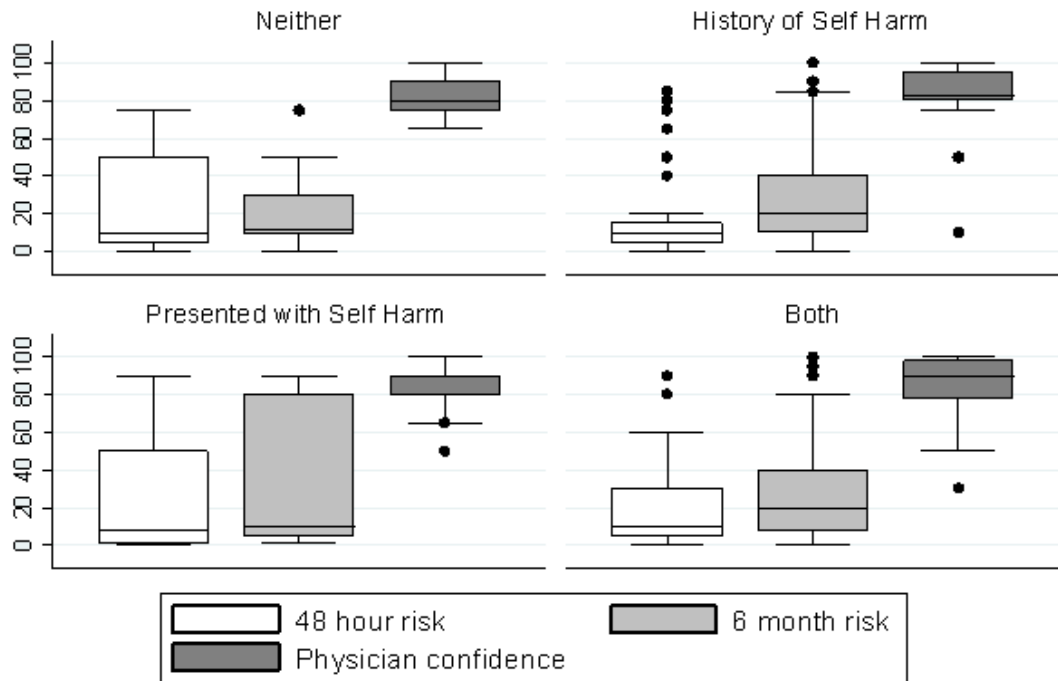 Neither
History of Self Harm
100
80
60
40
20
0
Presented with Self Harm
Both
100
80
60
40
20
0
48 hour risk
6 month risk
Physician confidence